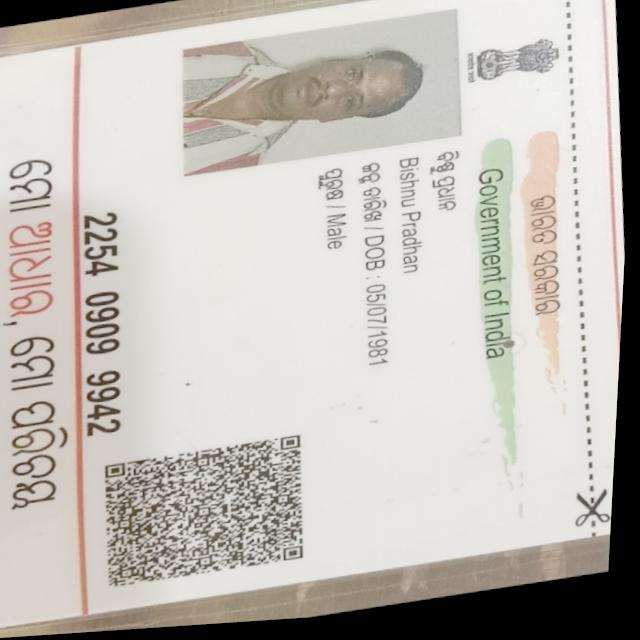 ଭାରତ ସରକାର
Government of India
ବିଷ୍ଣୁ ପ୍ରଧାନ
Bishnu Pradhan
ଜନ୍ମ ତାରିଖ / DOB : 05/07/1981
ପୁରୁଷ / Male
2254 0909 9942
ମୋ ଆଧାର, ମୋ ପରିଚୟ